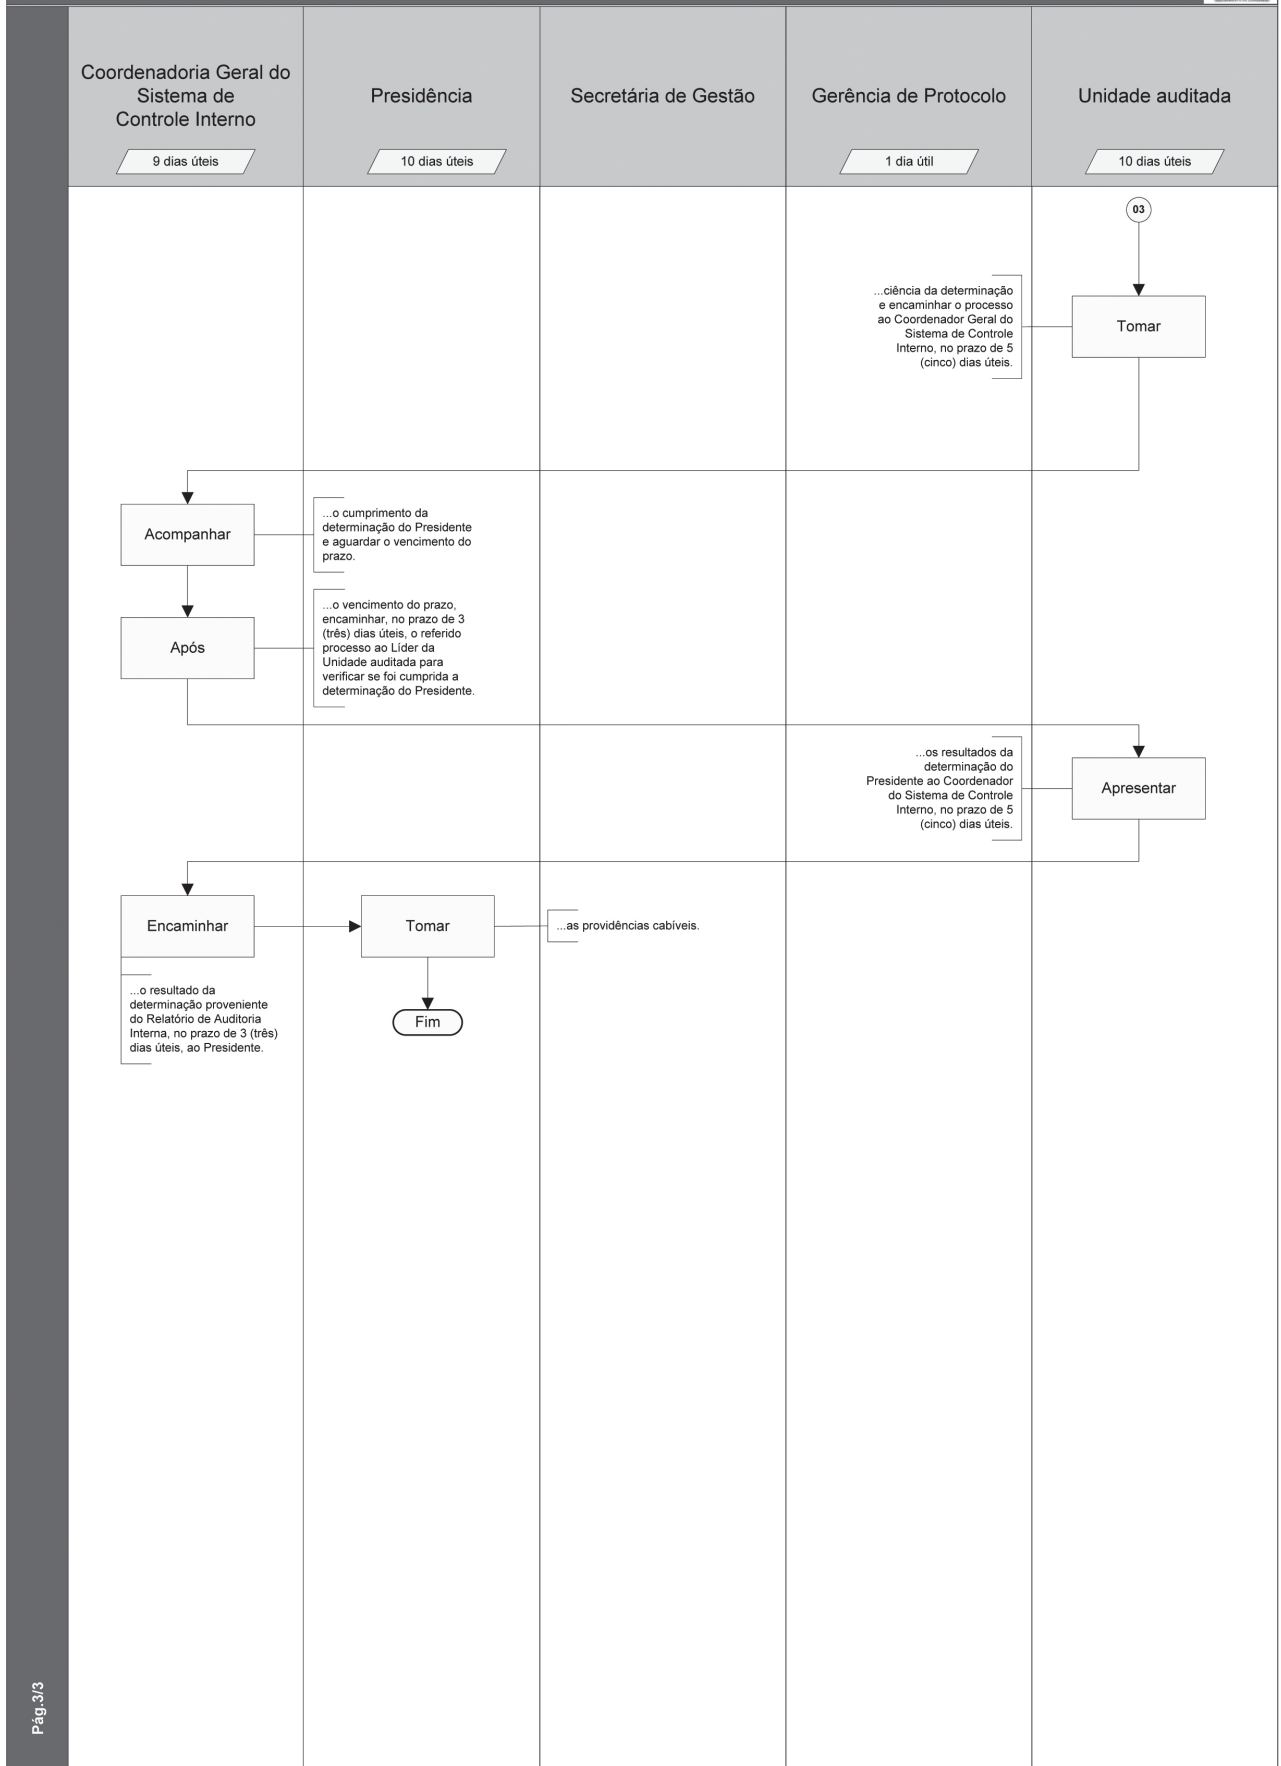 Coordenadoria Geral do
Sistema de
Controle Interno
9 dias úteis
Presidência
10 dias úteis
Secretária de Gestão
Gerência de Protocolo
1 dia útil
Unidade auditada
10 dias úteis
03
...ciência da determinação
e encaminhar o processo
ao Coordenador Geral do
Sistema de Controle
Interno, no prazo de 5
(cinco) dias úteis.
Tomar
Acompanhar
...o cumprimento da
determinação do Presidente
e aguardar o vencimento do
prazo.
Após
...o vencimento do prazo,
encaminhar, no prazo de 3
(três) dias úteis, o referido
processo ao Líder da
Unidade auditada para
verificar se foi cumprida a
determinação do Presidente.
...os resultados da
determinação do
Presidente ao Coordenador
do Sistema de Controle
Interno, no prazo de 5
(cinco) dias úteis.
Apresentar
Encaminhar
...o resultado da
determinação proveniente
do Relatório de Auditoria
Interna, no prazo de 3 (três)
dias úteis, ao Presidente.
Tomar
...as providências cabíveis.
Fim
Pág.3/3